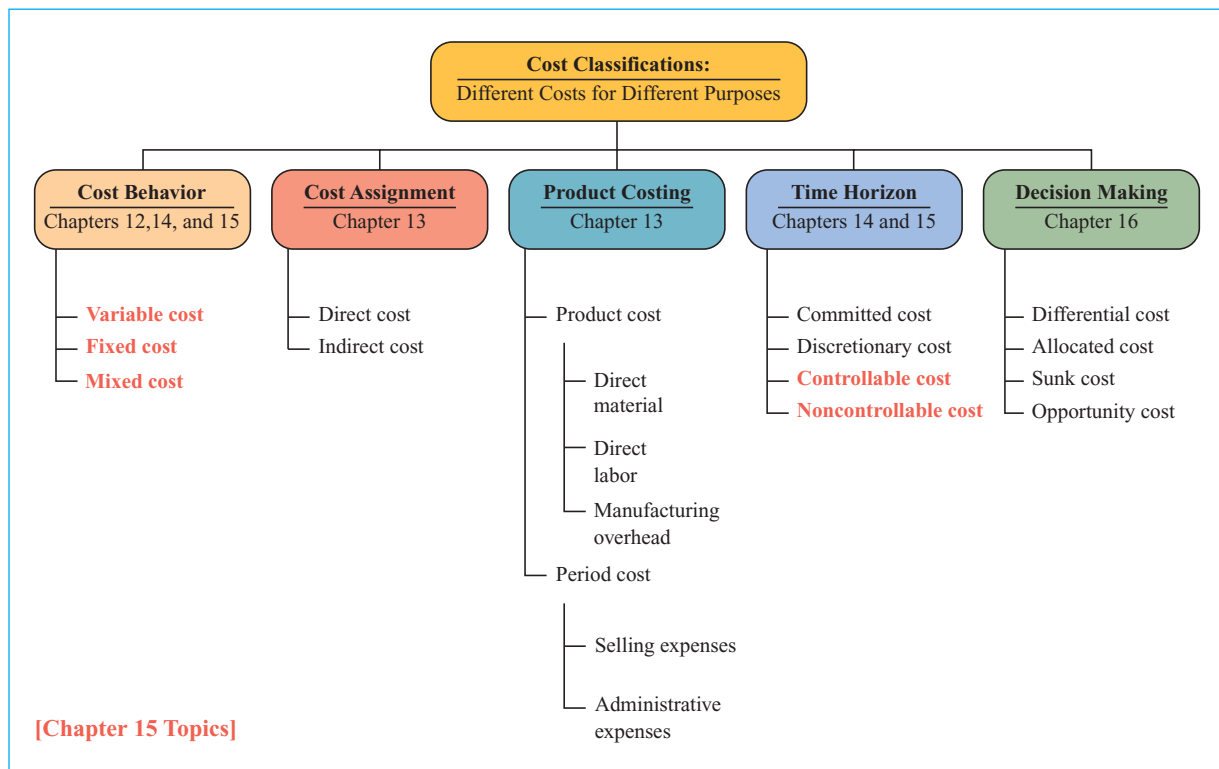 Cost Classifications:
Different Costs for Different Purposes
Cost Behavior
Chapters 12,14, and 15
Variable cost
Fixed cost
Mixed cost
Cost Assignment
Chapter 13
Direct cost
Indirect cost
Product Costing
Chapter 13
Product cost
Direct
material
Direct
labor
Manufacturing
overhead
Period cost
Selling expenses
Administrative
expenses
Time Horizon
Chapters 14 and 15
Committed cost
Discretionary cost
Controllable cost
Noncontrollable cost
Decision Making
Chapter 16
Differential cost
Allocated cost
Sunk cost
Opportunity cost
[Chapter 15 Topics]